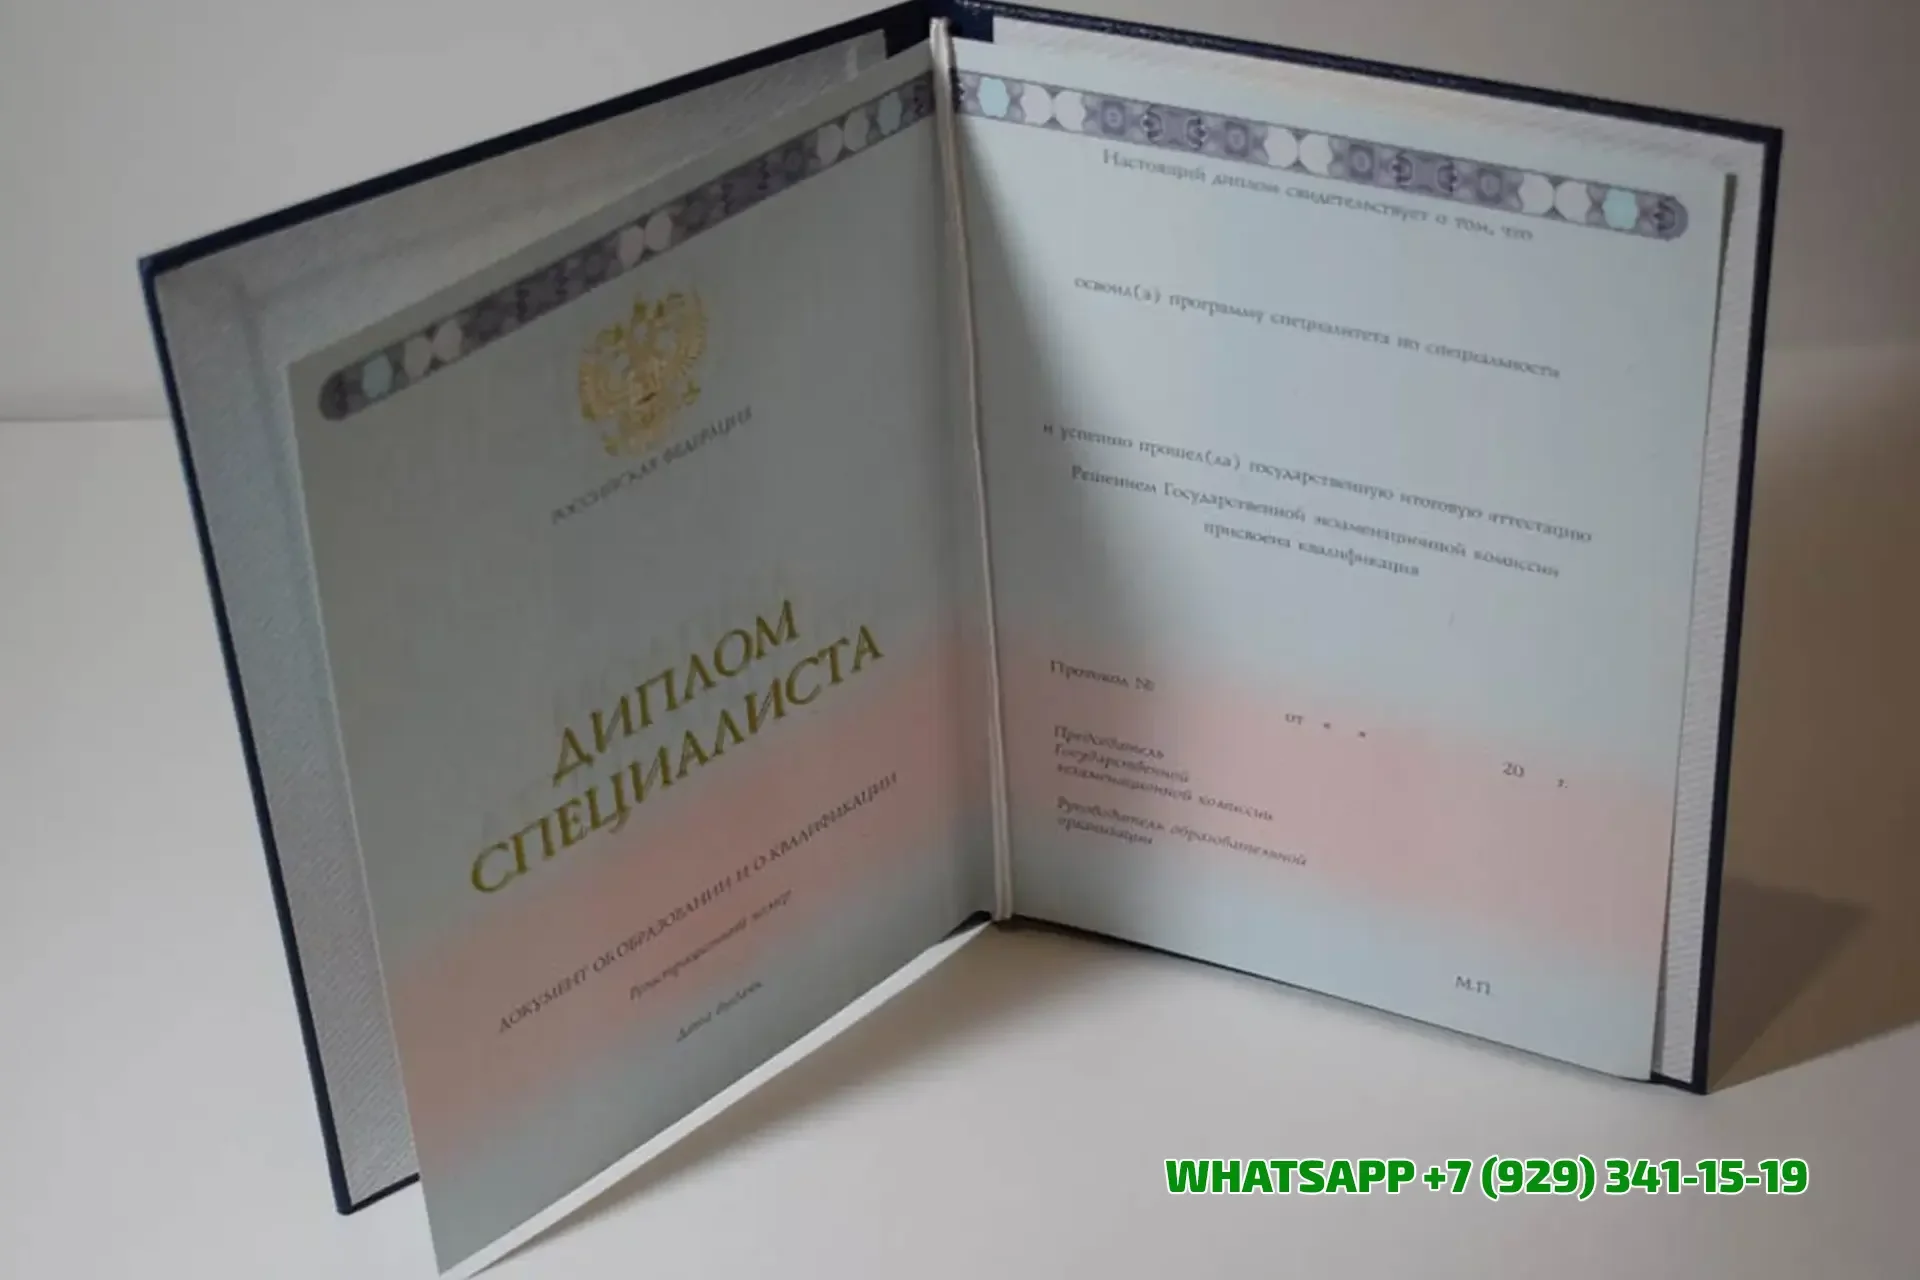 РОССИЙСКАЯ ФЕДЕРАЦИЯ
ДИПЛОМ
СПЕЦИАЛИСТА
ДОКУМЕНТ ОБ ОБРАЗОВАНИИ И О КВАЛИФИКАЦИИ
Регистрационный номер
Дата выдачи
Настоящий диплом свидетельствует о том, что
освоил(а) программу специалитета по специальности
и успешно прошел(ла) государственную итоговую аттестацию
Решением Государственной экзаменационной комиссии
присвоена квалификация
Протокол №
от « »
20 г.
Председатель
Государственной
экзаменационной комиссии
Руководитель образовательной
организации
М.П.
WHATSAPP +7 (929) 341-15-19